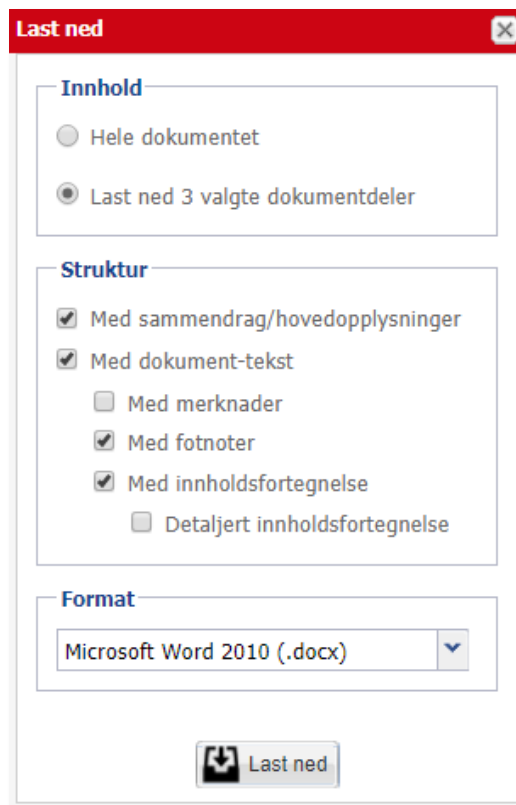 Last ned
Innhold
Hele dokumentet
Last ned 3 valgte dokumentdeler
Struktur
Med sammendrag/hovedopplysninger
Med dokument-tekst
Med merknader
Med fotnoter
Med innholdsfortegnelse
Detaljert innholdsfortegnelse
Format
Microsoft Word 2010 (.docx)
Last ned